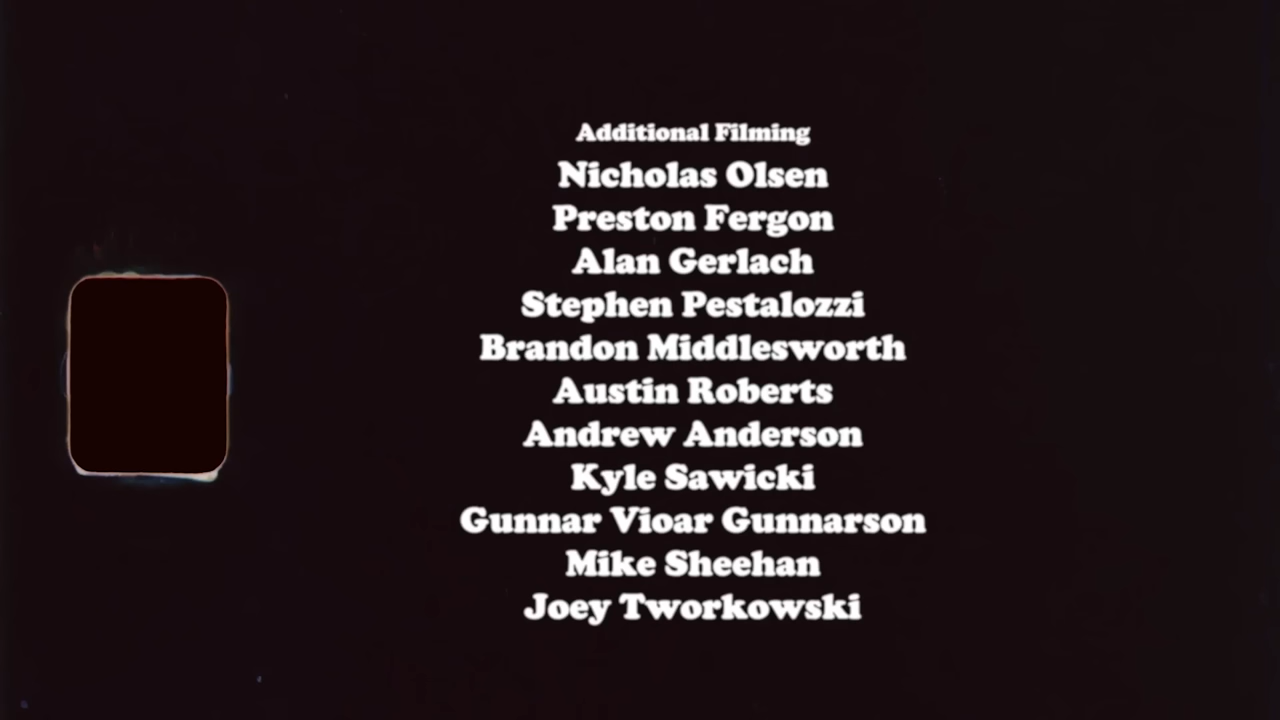 Additional Filming
Nicholas Olsen
Preston Fergon
Alan Gerlach
Stephen Pestalozzi
Brandon Middlesworth
Austin Roberts
Andrew Anderson
Kyle Sawicki
Gunnar Vioar Gunnarson
Mike Sheehan
Joey Tworkowski